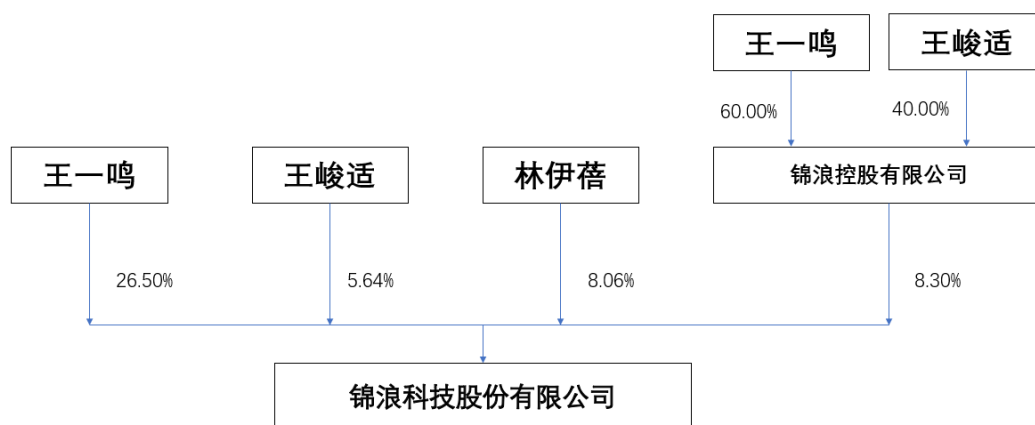 王一鸣
王峻适
60.00%
40.00%
王一鸣
王峻适
林伊蓓
锦浪控股有限公司
26.50%
5.64%
8.06%
8.30%
锦浪科技股份有限公司